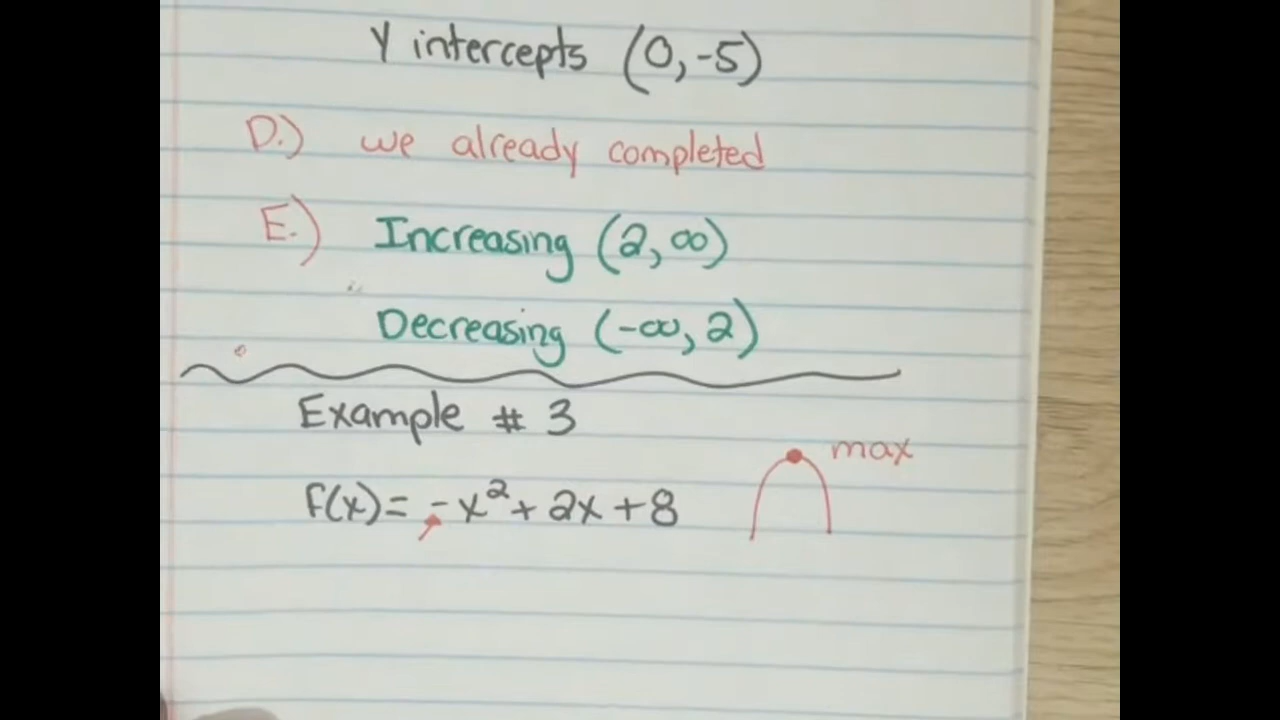 Y intercepts (0,-5)
D.) we already completed
E.) Increasing (2,∞)
Decreasing (-∞,2)
Example # 3
max
f(x)= -x²+2x+8